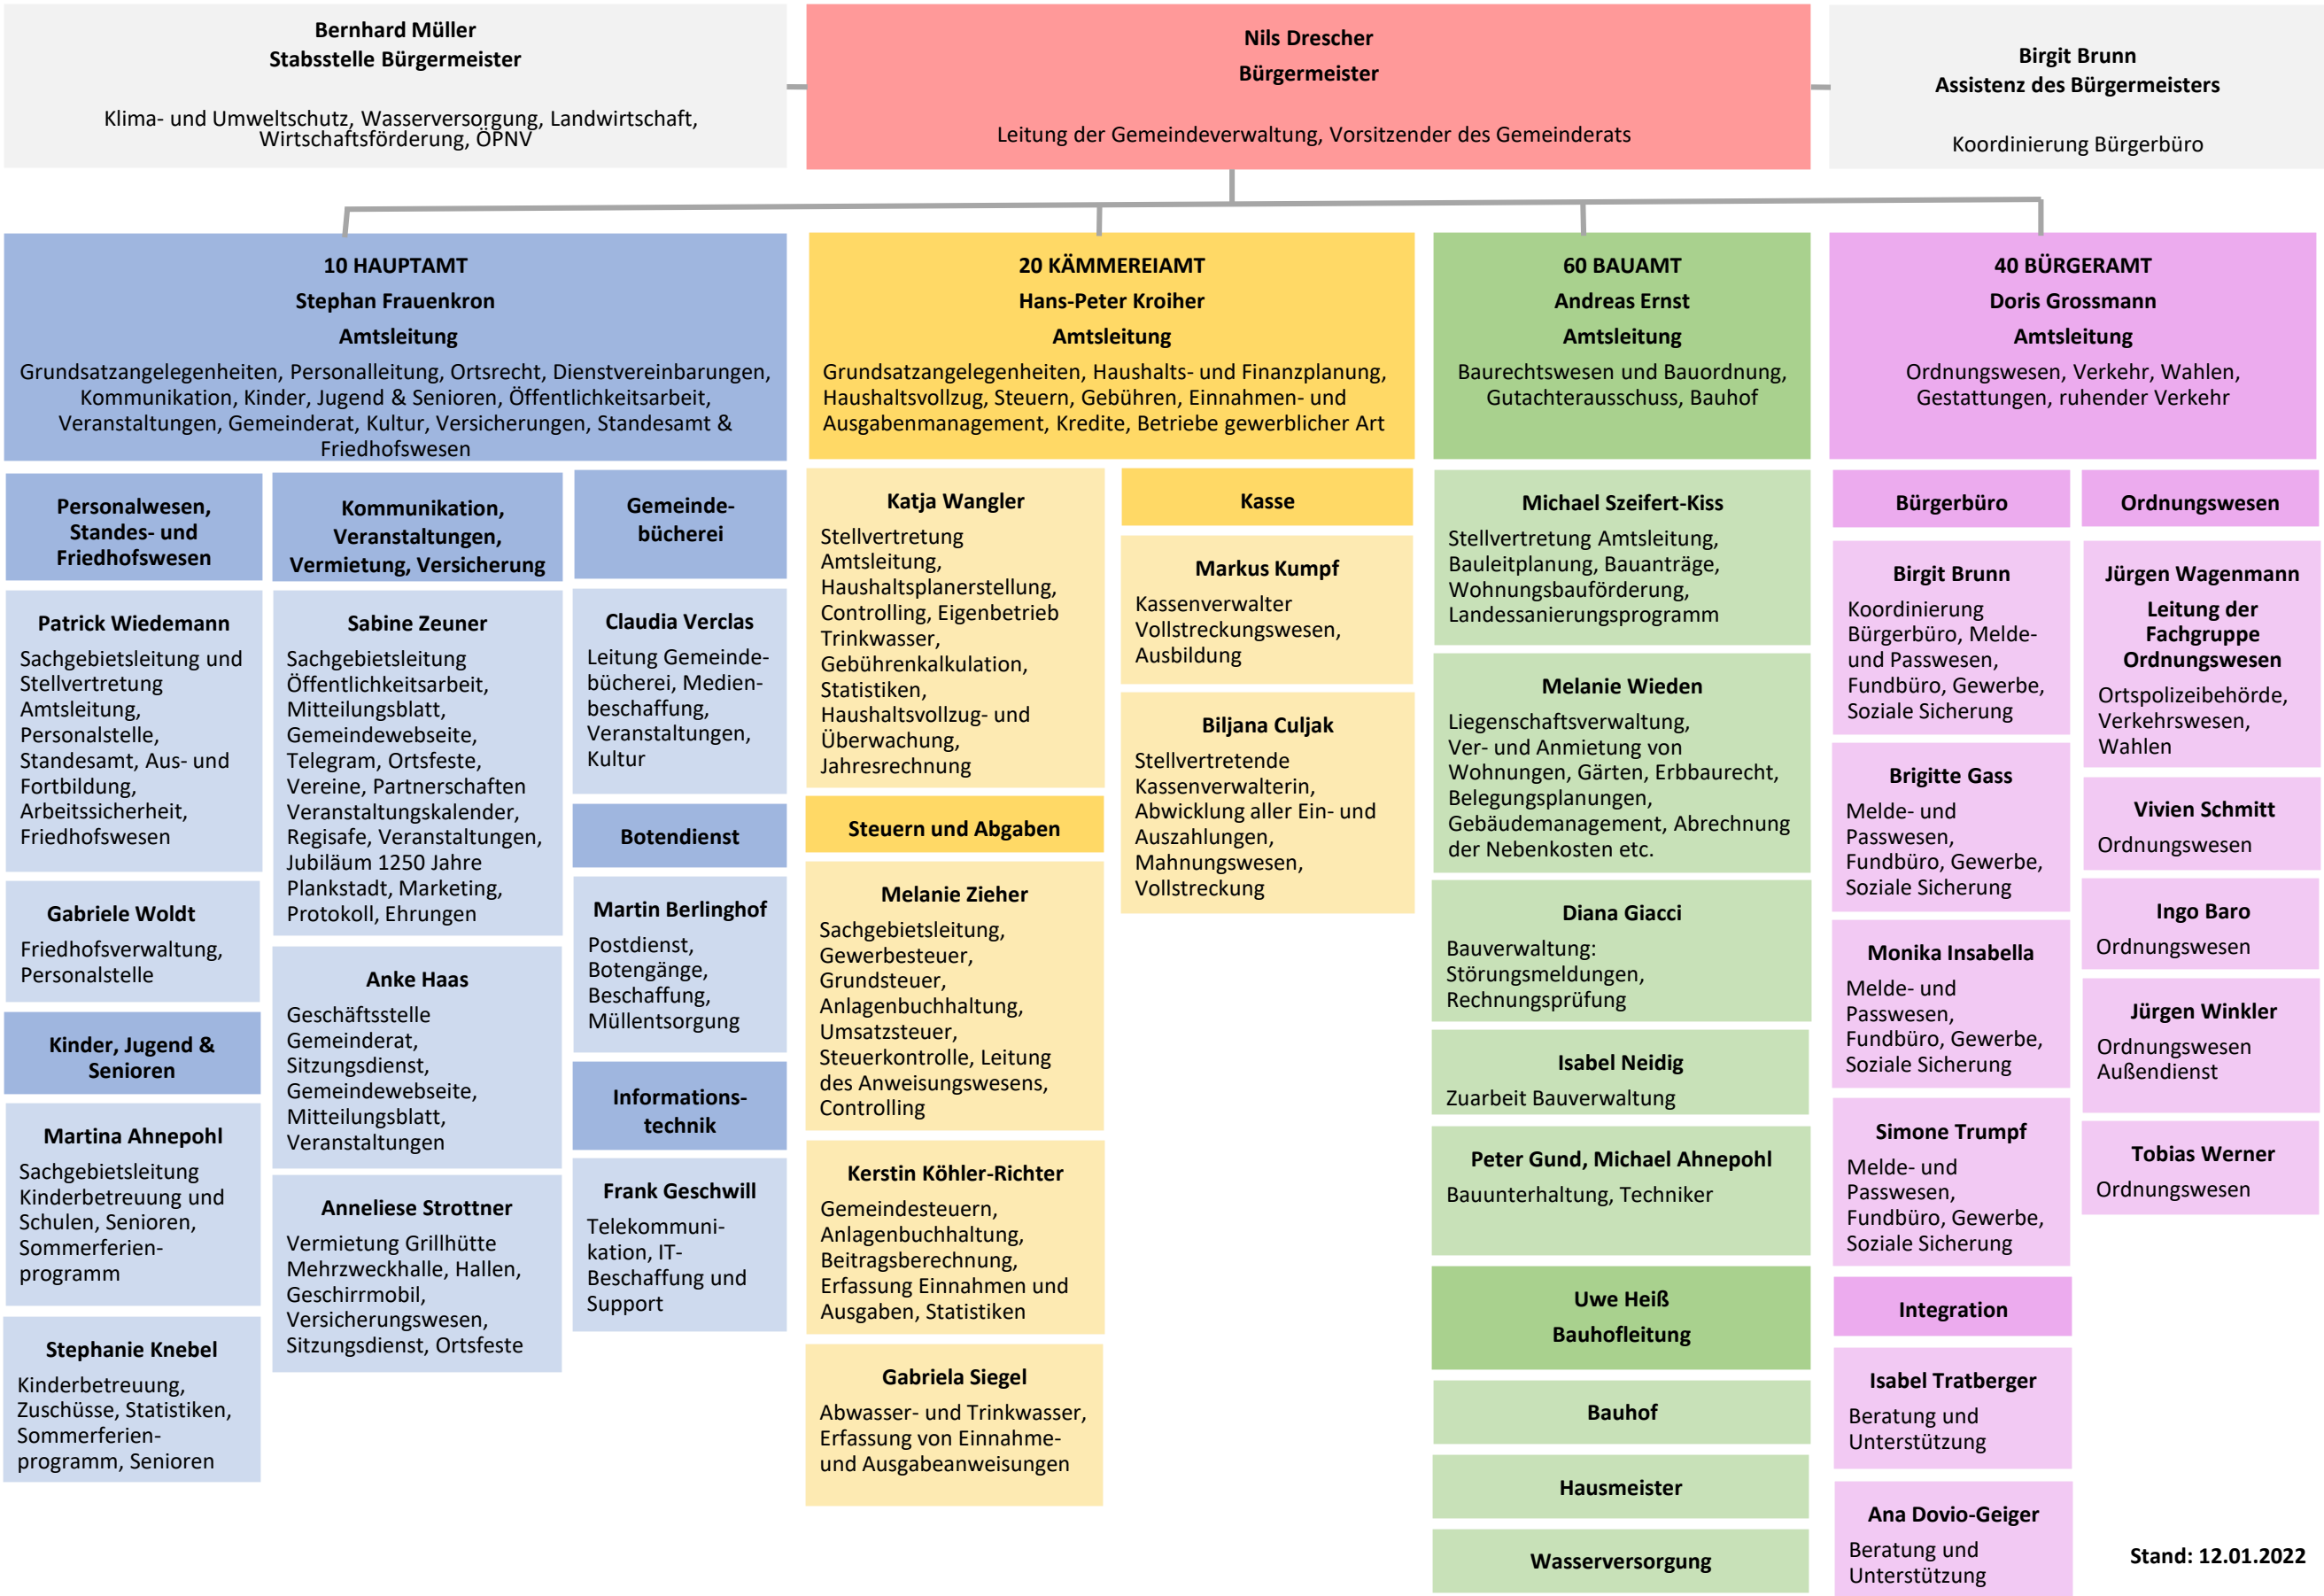 Bernhard Müller
Stabsstelle Bürgermeister
Klima- und Umweltschutz, Wasserversorgung, Landwirtschaft,
Wirtschaftsförderung, ÖPNV
Nils Drescher
Bürgermeister
Leitung der Gemeindeverwaltung, Vorsitzender des Gemeinderats
Birgit Brunn
Assistenz des Bürgermeisters
Koordinierung Bürgerbüro
10 HAUPTAMT
Stephan Frauenkron
Amtsleitung
Grundsatzangelegenheiten, Personalleitung, Ortsrecht, Dienstvereinbarungen,
Kommunikation, Kinder, Jugend & Senioren, Öffentlichkeitsarbeit,
Veranstaltungen, Gemeinderat, Kultur, Versicherungen, Standesamt &
Friedhofswesen
Personalwesen,
Standes- und
Friedhofswesen
Patrick Wiedemann
Sachgebietsleitung und
Stellvertretung
Amtsleitung,
Personalstelle,
Standesamt, Aus- und
Fortbildung,
Arbeitssicherheit,
Friedhofswesen
Gabriele Woldt
Friedhofsverwaltung,
Personalstelle
Kinder, Jugend &
Senioren
Martina Ahnepohl
Sachgebietsleitung
Kinderbetreuung und
Schulen, Senioren,
Sommerferien-
programm
Stephanie Knebel
Kinderbetreuung,
Zuschüsse, Statistiken,
Sommerferien-
programm, Senioren
Kommunikation,
Veranstaltungen,
Vermietung, Versicherung
Sabine Zeuner
Sachgebietsleitung
Öffentlichkeitsarbeit,
Mitteilungsblatt,
Gemeindewebseite,
Telegram, Ortsfeste,
Vereine, Partnerschaften
Veranstaltungskalender,
Regisafe, Veranstaltungen,
Jubiläum 1250 Jahre
Plankstadt, Marketing,
Protokoll, Ehrungen
Anke Haas
Geschäftsstelle
Gemeinderat,
Sitzungsdienst,
Gemeindewebseite,
Mitteilungsblatt,
Veranstaltungen
Anneliese Strottner
Vermietung Grillhütte
Mehrzweckhalle, Hallen,
Geschirrmobil,
Versicherungswesen,
Sitzungsdienst, Ortsfeste
Gemeinde-
bücherei
Claudia Verclas
Leitung Gemeinde-
bücherei, Medien-
beschaffung,
Veranstaltungen,
Kultur
Botendienst
Martin Berlinghof
Postdienst,
Botengänge,
Beschaffung,
Müllentsorgung
Informations-
technik
Frank Geschwill
Telekommuni-
kation, IT-
Beschaffung und
Support
20 KÄMMEREIAMT
Hans-Peter Kroiher
Amtsleitung
Grundsatzangelegenheiten, Haushalts- und Finanzplanung,
Haushaltsvollzug, Steuern, Gebühren, Einnahmen- und
Ausgabenmanagement, Kredite, Betriebe gewerblicher Art
Katja Wangler
Stellvertretung
Amtsleitung,
Haushaltsplanerstellung,
Controlling, Eigenbetrieb
Trinkwasser,
Gebührenkalkulation,
Statistiken,
Haushaltsvollzug- und
Überwachung,
Jahresrechnung
Steuern und Abgaben
Melanie Zieher
Sachgebietsleitung,
Gewerbesteuer,
Grundsteuer,
Anlagenbuchhaltung,
Umsatzsteuer,
Steuerkontrolle, Leitung
des Anweisungswesens,
Controlling
Kerstin Köhler-Richter
Gemeindesteuern,
Anlagenbuchhaltung,
Beitragsberechnung,
Erfassung Einnahmen und
Ausgaben, Statistiken
Gabriela Siegel
Abwasser- und Trinkwasser,
Erfassung von Einnahme-
und Ausgabeanweisungen
Kasse
Markus Kumpf
Kassenverwalter
Vollstreckungswesen,
Ausbildung
Biljana Culjak
Stellvertretende
Kassenverwalterin,
Abwicklung aller Ein- und
Auszahlungen,
Mahnungswesen,
Vollstreckung
60 BAUAMT
Andreas Ernst
Amtsleitung
Baurechtswesen und Bauordnung,
Gutachterausschuss, Bauhof
Michael Szeifert-Kiss
Stellvertretung Amtsleitung,
Bauleitplanung, Bauanträge,
Wohnungsbauförderung,
Landessanierungsprogramm
Melanie Wieden
Liegenschaftsverwaltung,
Ver- und Anmietung von
Wohnungen, Gärten, Erbbaurecht,
Belegungsplanungen,
Gebäudemanagement, Abrechnung
der Nebenkosten etc.
Diana Giacci
Bauverwaltung:
Störungsmeldungen,
Rechnungsprüfung
Isabel Neidig
Zuarbeit Bauverwaltung
Peter Gund, Michael Ahnepohl
Bauunterhaltung, Techniker
Uwe Heiß
Bauhofleitung
Bauhof
Hausmeister
Wasserversorgung
40 BÜRGERAMT
Doris Grossmann
Amtsleitung
Ordnungswesen, Verkehr, Wahlen,
Gestattungen, ruhender Verkehr
Bürgerbüro
Birgit Brunn
Koordinierung
Bürgerbüro, Melde-
und Passwesen,
Fundbüro, Gewerbe,
Soziale Sicherung
Brigitte Gass
Melde- und
Passwesen,
Fundbüro, Gewerbe,
Soziale Sicherung
Monika Insabella
Melde- und
Passwesen,
Fundbüro, Gewerbe,
Soziale Sicherung
Simone Trumpf
Melde- und
Passwesen,
Fundbüro, Gewerbe,
Soziale Sicherung
Integration
Isabel Tratberger
Beratung und
Unterstützung
Ana Dovio-Geiger
Beratung und
Unterstützung
Ordnungswesen
Jürgen Wagenmann
Leitung der
Fachgruppe
Ordnungswesen
Ortspolizeibehörde,
Verkehrswesen,
Wahlen
Vivien Schmitt
Ordnungswesen
Ingo Baro
Ordnungswesen
Jürgen Winkler
Ordnungswesen
Außendienst
Tobias Werner
Ordnungswesen
Stand: 12.01.2022